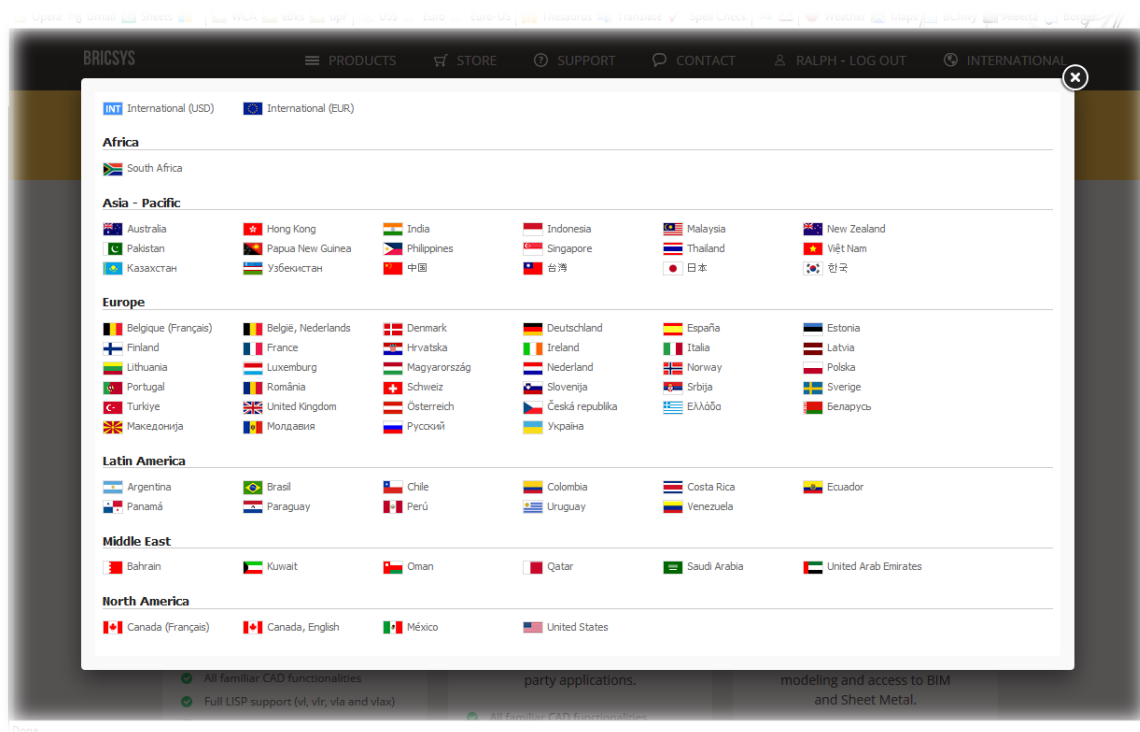 BRICSYS PRODUCTS STORE SUPPORT CONTACT RALPH - LOG OUT INTERNATIONAL
INT International (USD) International (EUR)
Africa
South Africa
Asia - Pacific
Australia Hong Kong India Indonesia Malaysia New Zealand
Pakistan Papua New Guinea Philippines Singapore Thailand Việt Nam
Казахстан Узбекистан 中国 台湾 日本 한국
Europe
Belgique (Français) België, Nederlands Denmark Deutschland España Estonia
Finland France Hrvatska Ireland Italia Latvia
Lithuania Luxemburg Magyarország Nederland Norway Polska
Portugal România Schweiz Slovenija Srbija Sverige
Turkiye United Kingdom Österreich Česká republika Ελλάδα Беларусь
Македонија Молдавия Русский Україна
Latin America
Argentina Brasil Chile Colombia Costa Rica Ecuador
Panamá Paraguay Perú Uruguay Venezuela
Middle East
Bahrain Kuwait Oman Qatar Saudi Arabia United Arab Emirates
North America
Canada (Français) Canada, English México United States
All familiar CAD functionalities party applications. modeling and access to BIM
Full LISP support (vl, vlr, vla and vlax) and Sheet Metal.
All familiar CAD functionalities
Done